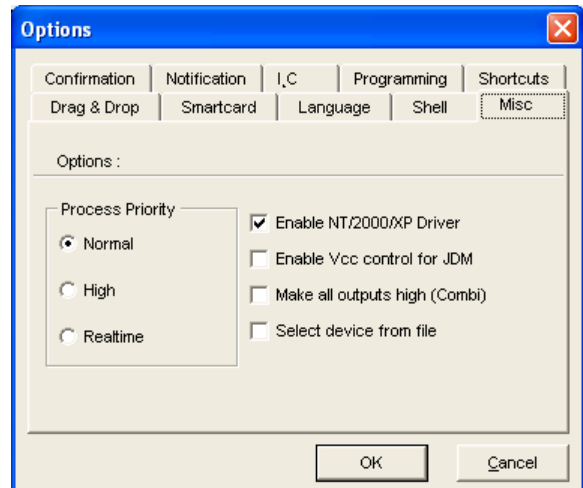 Options
Confirmation Notification I¸C Programming Shortcuts
Drag & Drop Smartcard Language Shell Misc
Options :
Process Priority
Normal
High
Realtime
Enable NT/2000/XP Driver
Enable Vcc control for JDM
Make all outputs high (Combi)
Select device from file
OK Cancel